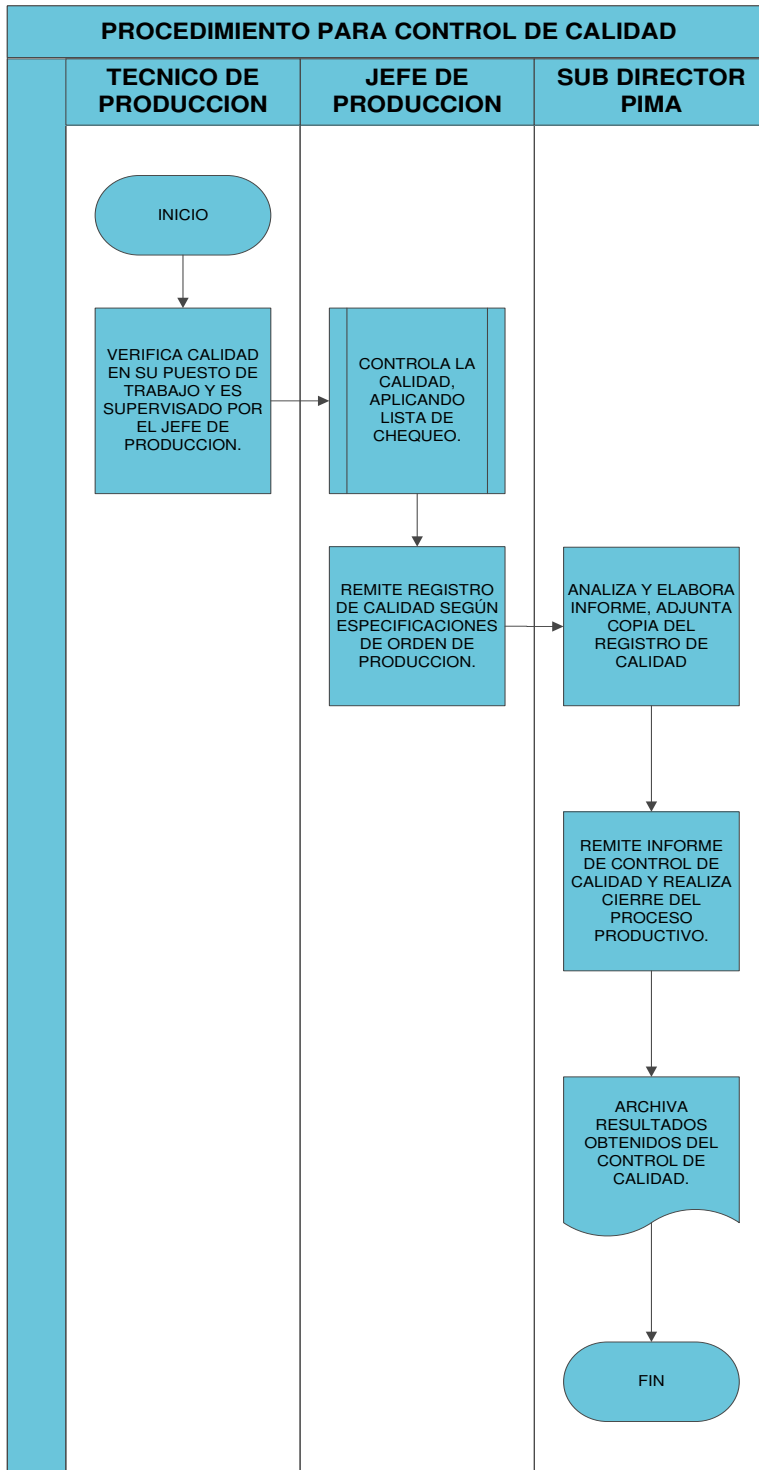 PROCEDIMIENTO PARA CONTROL DE CALIDAD
TECNICO DE
PRODUCCION
JEFE DE
PRODUCCION
SUB DIRECTOR
PIMA
INICIO
VERIFICA CALIDAD
EN SU PUESTO DE
TRABAJO Y ES
SUPERVISADO POR
EL JEFE DE
PRODUCCION.
CONTROLA LA
CALIDAD,
APLICANDO
LISTA DE
CHEQUEO.
REMITE REGISTRO
DE CALIDAD SEGÚN
ESPECIFICACIONES
DE ORDEN DE
PRODUCCION.
ANALIZA Y ELABORA
INFORME, ADJUNTA
COPIA DEL
REGISTRO DE
CALIDAD
REMITE INFORME
DE CONTROL DE
CALIDAD Y REALIZA
CIERRE DEL
PROCESO
PRODUCTIVO.
ARCHIVA
RESULTADOS
OBTENIDOS DEL
CONTROL DE
CALIDAD.
FIN